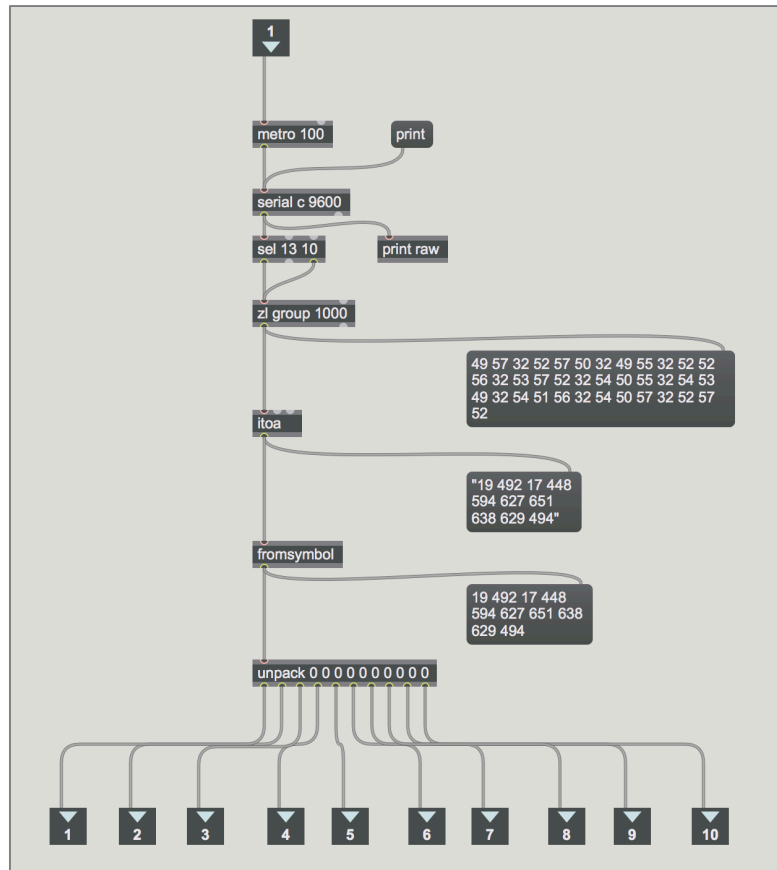 1
metro 100
print
serial c 9600
sel 13 10
print raw
zl group 1000
49 57 32 52 57 50 32 49 55 32 52 52
56 32 53 57 52 32 54 50 55 32 54 53
49 32 54 51 56 32 54 50 57 32 52 57
52
itoa
"19 492 17 448
594 627 651
638 629 494"
fromsymbol
19 492 17 448
594 627 651 638
629 494
unpack 0 0 0 0 0 0 0 0 0 0
1 2 3 4 5 6 7 8 9 10